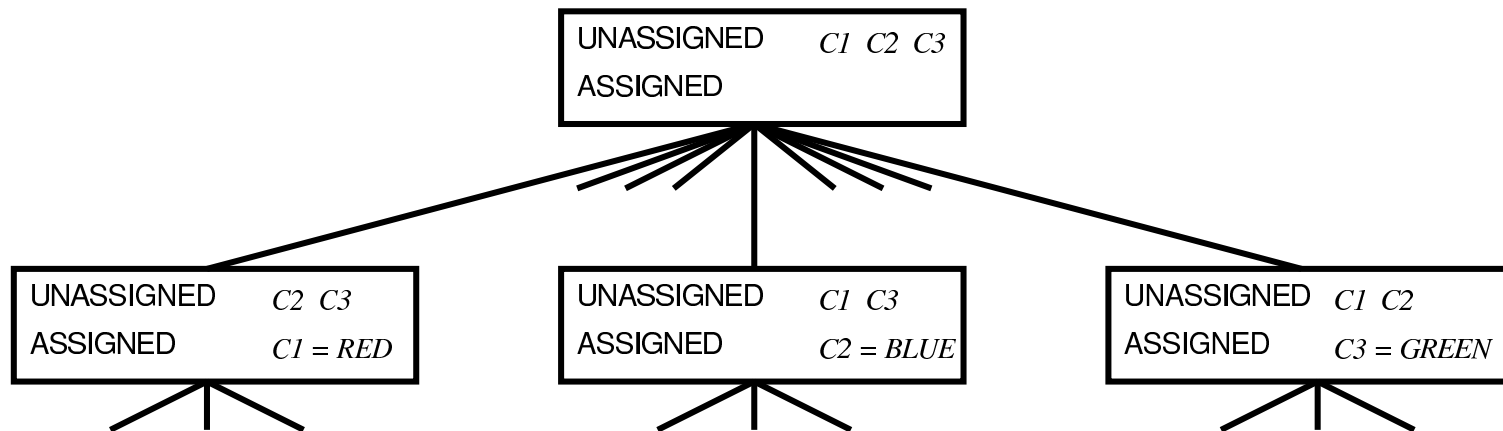 UNASSIGNED C1 C2 C3
ASSIGNED
UNASSIGNED C2 C3
ASSIGNED C1 = RED
UNASSIGNED C1 C3
ASSIGNED C2 = BLUE
UNASSIGNED C1 C2
ASSIGNED C3 = GREEN